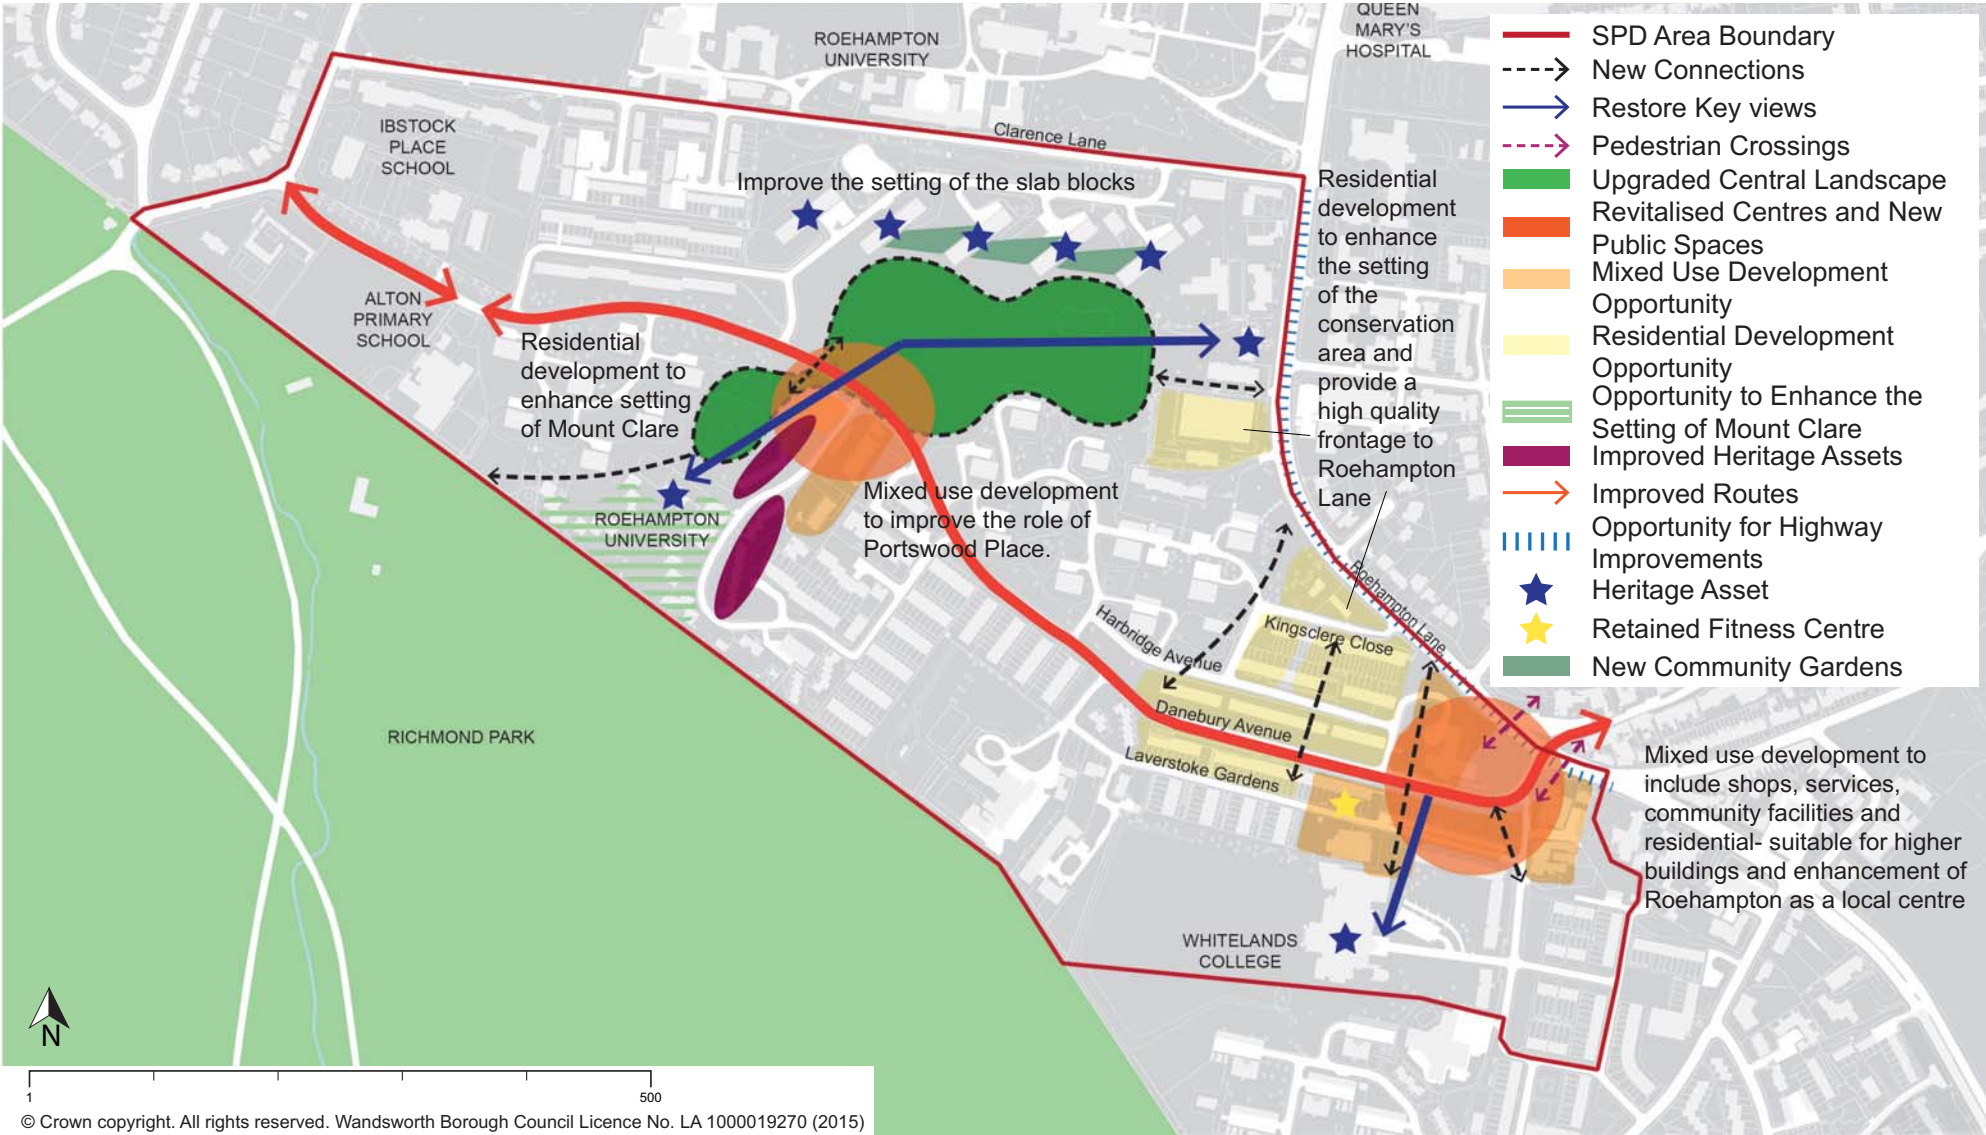 ROEHAMPTON
UNIVERSITY
QUEEN
MARY'S
HOSPITAL
IBSTOCK
PLACE
SCHOOL
Clarence Lane
Improve the setting of the slab blocks
Residential
development
to enhance
the setting
of the
conservation
area and
provide a
high quality
frontage to
Roehampton
Lane
ALTON
PRIMARY
SCHOOL
Residential
development to
enhance setting
of Mount Clare
ROEHAMPTON
UNIVERSITY
Mixed use development
to improve the role of
Portswood Place.
Roehampton Lane
Harbridge Avenue
Kingsclere Close
Danebury Avenue
Laverstoke Gardens
RICHMOND PARK
WHITELANDS
COLLEGE
Mixed use development to
include shops, services,
community facilities and
residential- suitable for higher
buildings and enhancement of
Roehampton as a local centre
SPD Area Boundary
New Connections
Restore Key views
Pedestrian Crossings
Upgraded Central Landscape
Revitalised Centres and New
Public Spaces
Mixed Use Development
Opportunity
Residential Development
Opportunity
Opportunity to Enhance the
Setting of Mount Clare
Improved Heritage Assets
Improved Routes
Opportunity for Highway
Improvements
Heritage Asset
Retained Fitness Centre
New Community Gardens
N
1
500
© Crown copyright. All rights reserved. Wandsworth Borough Council Licence No. LA 1000019270 (2015)